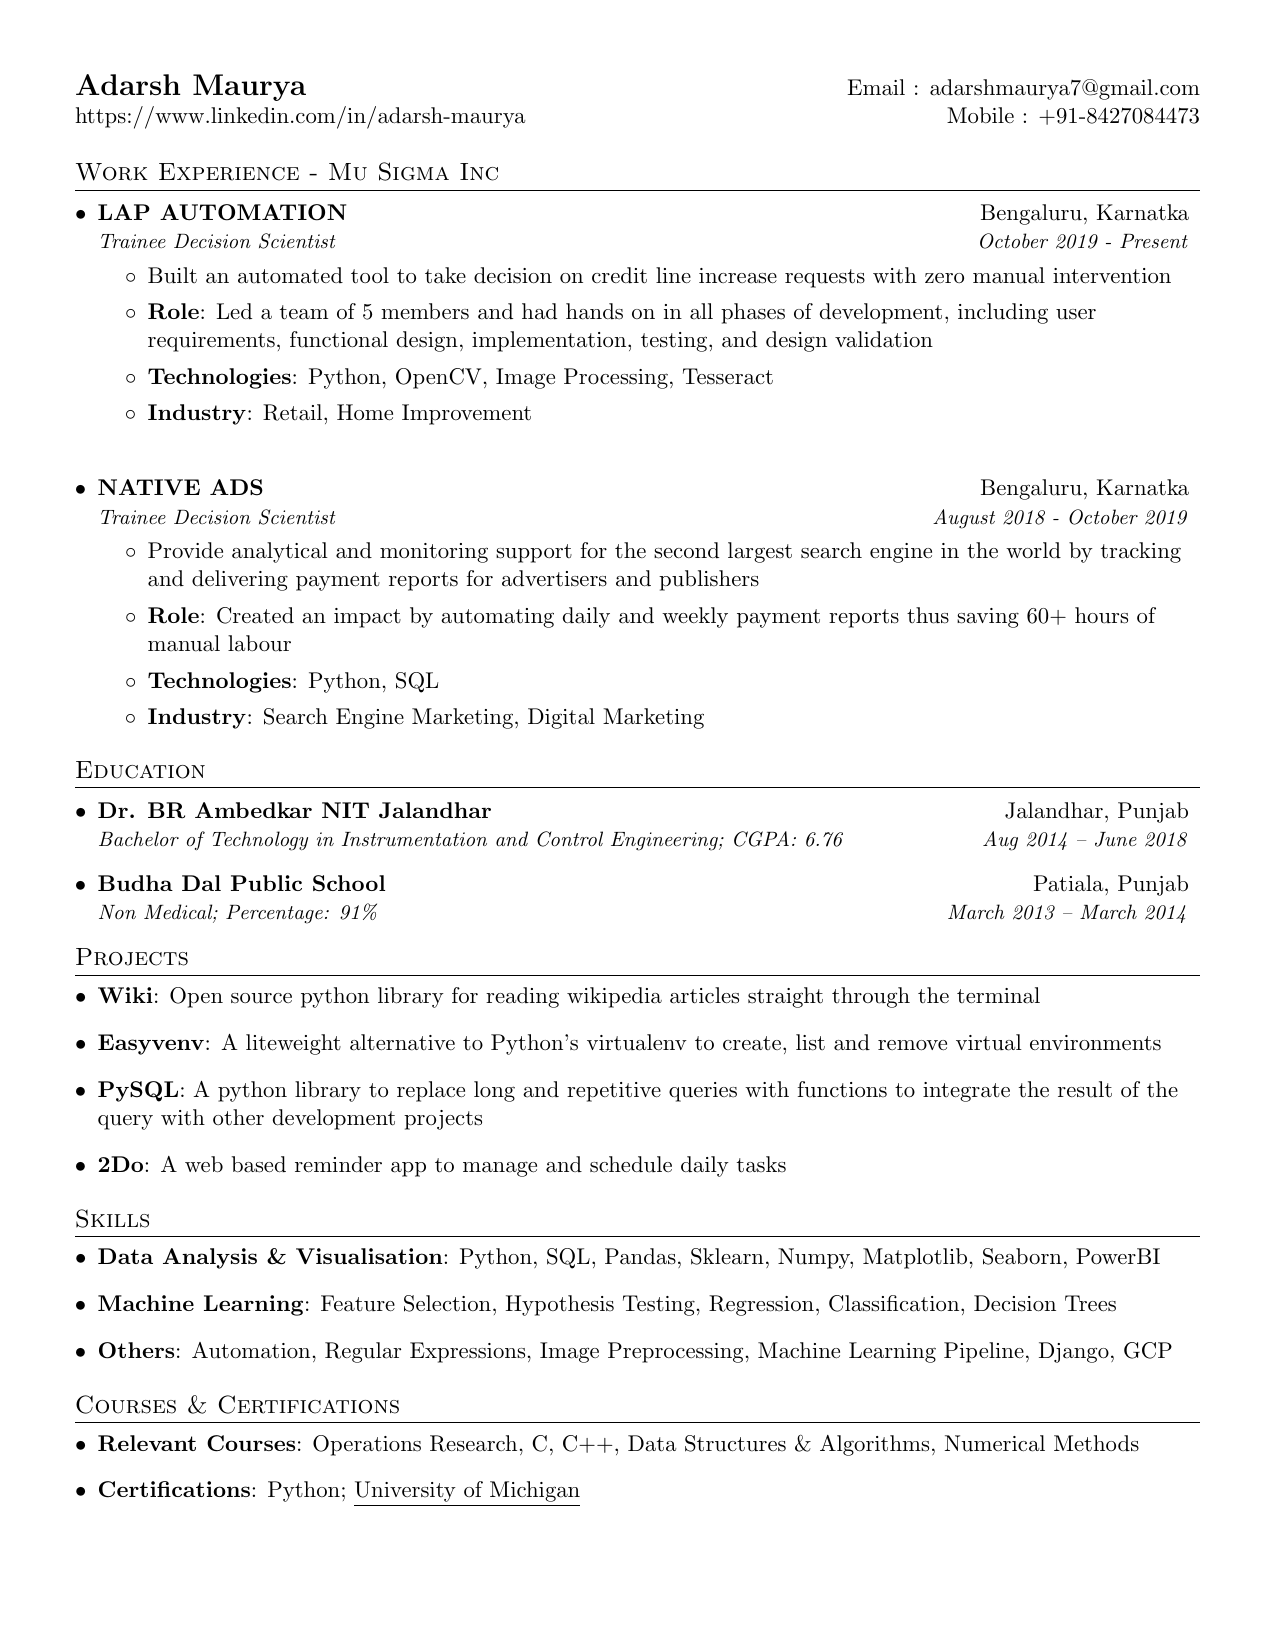 Adarsh Maurya
Email : adarshmaurya7@gmail.com
https://www.linkedin.com/in/adarsh-maurya
Mobile : +91-8427084473
Work Experience - Mu Sigma Inc
• LAP AUTOMATION
Bengaluru, Karnatka
Trainee Decision Scientist
October 2019 - Present
◦ Built an automated tool to take decision on credit line increase requests with zero manual intervention
◦ Role: Led a team of 5 members and had hands on in all phases of development, including user
requirements, functional design, implementation, testing, and design validation
◦ Technologies: Python, OpenCV, Image Processing, Tesseract
◦ Industry: Retail, Home Improvement
• NATIVE ADS
Bengaluru, Karnatka
Trainee Decision Scientist
August 2018 - October 2019
◦ Provide analytical and monitoring support for the second largest search engine in the world by tracking
and delivering payment reports for advertisers and publishers
◦ Role: Created an impact by automating daily and weekly payment reports thus saving 60+ hours of
manual labour
◦ Technologies: Python, SQL
◦ Industry: Search Engine Marketing, Digital Marketing
Education
• Dr. BR Ambedkar NIT Jalandhar
Jalandhar, Punjab
Bachelor of Technology in Instrumentation and Control Engineering; CGPA: 6.76
Aug 2014 – June 2018
• Budha Dal Public School
Patiala, Punjab
Non Medical; Percentage: 91%
March 2013 – March 2014
Projects
• Wiki: Open source python library for reading wikipedia articles straight through the terminal
• Easyvenv: A liteweight alternative to Python's virtualenv to create, list and remove virtual environments
• PySQL: A python library to replace long and repetitive queries with functions to integrate the result of the
query with other development projects
• 2Do: A web based reminder app to manage and schedule daily tasks
Skills
• Data Analysis & Visualisation: Python, SQL, Pandas, Sklearn, Numpy, Matplotlib, Seaborn, PowerBI
• Machine Learning: Feature Selection, Hypothesis Testing, Regression, Classification, Decision Trees
• Others: Automation, Regular Expressions, Image Preprocessing, Machine Learning Pipeline, Django, GCP
Courses & Certifications
• Relevant Courses: Operations Research, C, C++, Data Structures & Algorithms, Numerical Methods
• Certifications: Python; University of Michigan